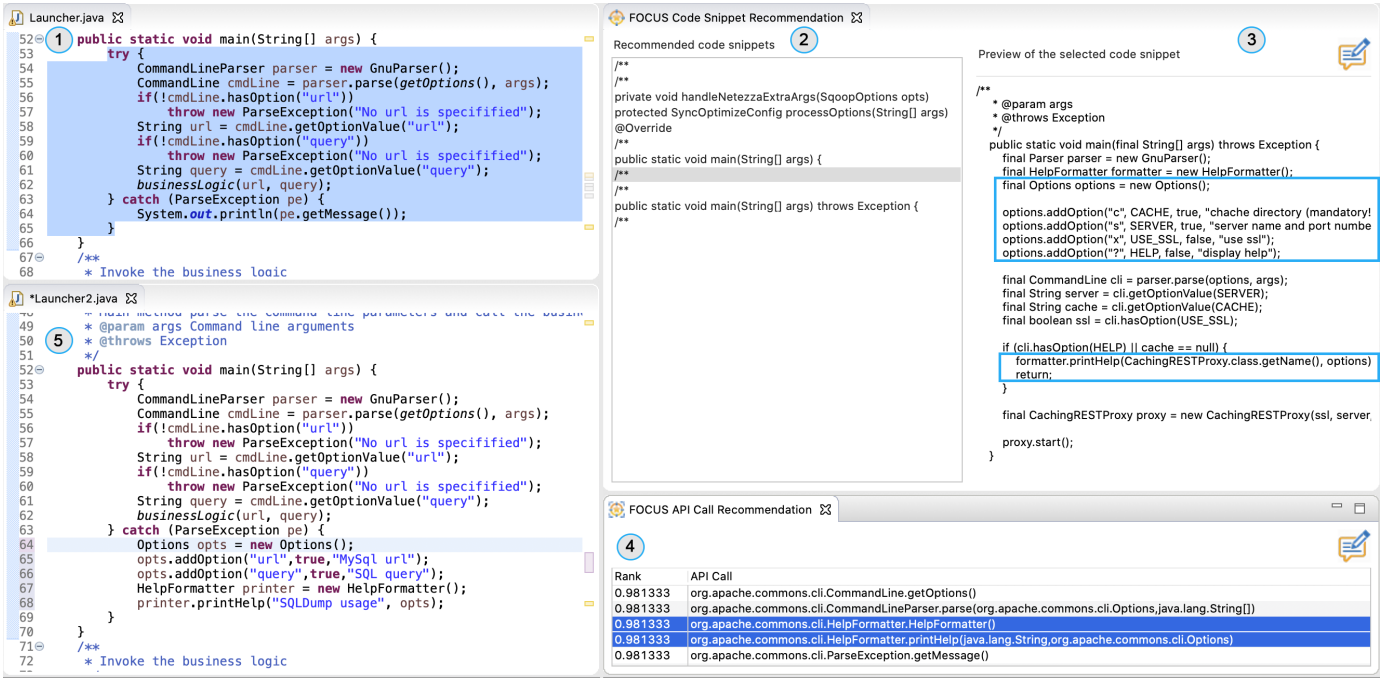 Launcher.java
1
52 public static void main(String[] args) {
53 try {
54 CommandLineParser parser = new GnuParser();
55 CommandLine cmdLine = parser.parse(getOptions(), args);
56 if(!cmdLine.hasOption("url"))
57 throw new ParseException("No url is specifified");
58 String url = cmdLine.getOptionValue("url");
59 if(!cmdLine.hasOption("query"))
60 throw new ParseException("No url is specifified");
61 String query = cmdLine.getOptionValue("query");
62 businessLogic(url, query);
63 } catch (ParseException pe) {
64 System.out.println(pe.getMessage());
65 }
66 }
67 /**
68 * Invoke the business logic
*Launcher2.java
5
48 * Main method parse the command line parameters and call the busin
49 * @param args Command line arguments
50 * @throws Exception
51 */
52 public static void main(String[] args) {
53 try {
54 CommandLineParser parser = new GnuParser();
55 CommandLine cmdLine = parser.parse(getOptions(), args);
56 if(!cmdLine.hasOption("url"))
57 throw new ParseException("No url is specifified");
58 String url = cmdLine.getOptionValue("url");
59 if(!cmdLine.hasOption("query"))
60 throw new ParseException("No url is specifified");
61 String query = cmdLine.getOptionValue("query");
62 businessLogic(url, query);
63 } catch (ParseException pe) {
64 Options opts = new Options();
65 opts.addOption("url",true,"MySql url");
66 opts.addOption("query",true,"SQL query");
67 HelpFormatter printer = new HelpFormatter();
68 printer.printHelp("SQLDump usage", opts);
69 }
70 }
71 /**
72 * Invoke the business logic
FOCUS Code Snippet Recommendation
Recommended code snippets
2
/**
/**
private void handleNetezzaExtraArgs(SqoopOptions opts)
protected SyncOptimizeConfig processOptions(String[] args)
@Override
/**
public static void main(String[] args) {
/**
/**
public static void main(String[] args) throws Exception {
/**
3
Preview of the selected code snippet
/**
* @param args
* @throws Exception
*/
public static void main(final String[] args) throws Exception {
final Parser parser = new GnuParser();
final HelpFormatter formatter = new HelpFormatter();
final Options options = new Options();
options.addOption("c", CACHE, true, "chache directory (mandatory!
options.addOption("s", SERVER, true, "server name and port numbe
options.addOption("x", USE_SSL, false, "use ssl");
options.addOption("?", HELP, false, "display help");
final CommandLine cli = parser.parse(options, args);
final String server = cli.getOptionValue(SERVER);
final String cache = cli.getOptionValue(CACHE);
final boolean ssl = cli.hasOption(USE_SSL);
if (cli.hasOption(HELP) || cache == null) {
formatter.printHelp(CachingRESTProxy.class.getName(), options)
return;
}
final CachingRESTProxy proxy = new CachingRESTProxy(ssl, server,
proxy.start();
}
FOCUS API Call Recommendation
4
Rank API Call
0.981333 org.apache.commons.cli.CommandLine.getOptions()
0.981333 org.apache.commons.cli.CommandLineParser.parse(org.apache.commons.cli.Options,java.lang.String[])
0.981333 org.apache.commons.cli.HelpFormatter.HelpFormatter()
0.981333 org.apache.commons.cli.HelpFormatter.printHelp(java.lang.String,org.apache.commons.cli.Options)
0.981333 org.apache.commons.cli.ParseException.getMessage()